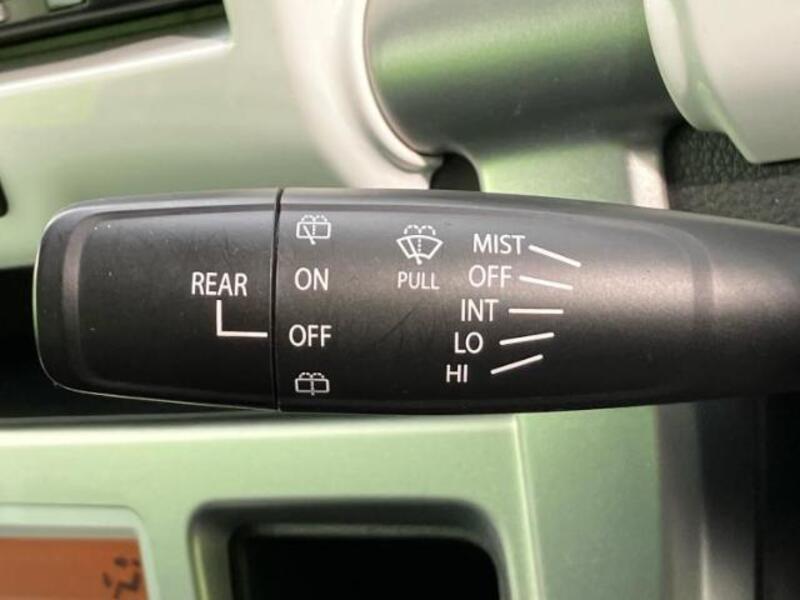 REAR
ON
OFF
PULL
MIST
OFF
INT
LO
HI